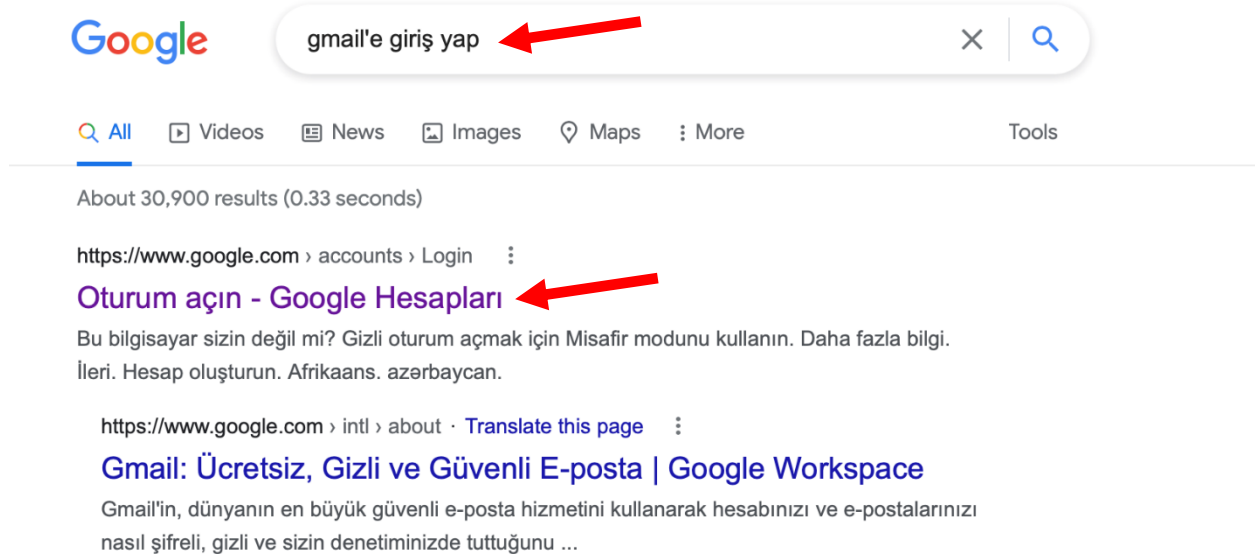 Google
gmail'e giriş yap
All Videos News Images Maps More Tools
About 30,900 results (0.33 seconds)
https://www.google.com › accounts › Login
Oturum açın - Google Hesapları
Bu bilgisayar sizin değil mi? Gizli oturum açmak için Misafir modunu kullanın. Daha fazla bilgi.
İleri. Hesap oluşturun. Afrikaans. azərbaycan.
https://www.google.com › intl › about · Translate this page
Gmail: Ücretsiz, Gizli ve Güvenli E-posta | Google Workspace
Gmail'in, dünyanın en büyük güvenli e-posta hizmetini kullanarak hesabınızı ve e-postalarınızı
nasıl şifreli, gizli ve sizin denetiminizde tuttuğunu ...